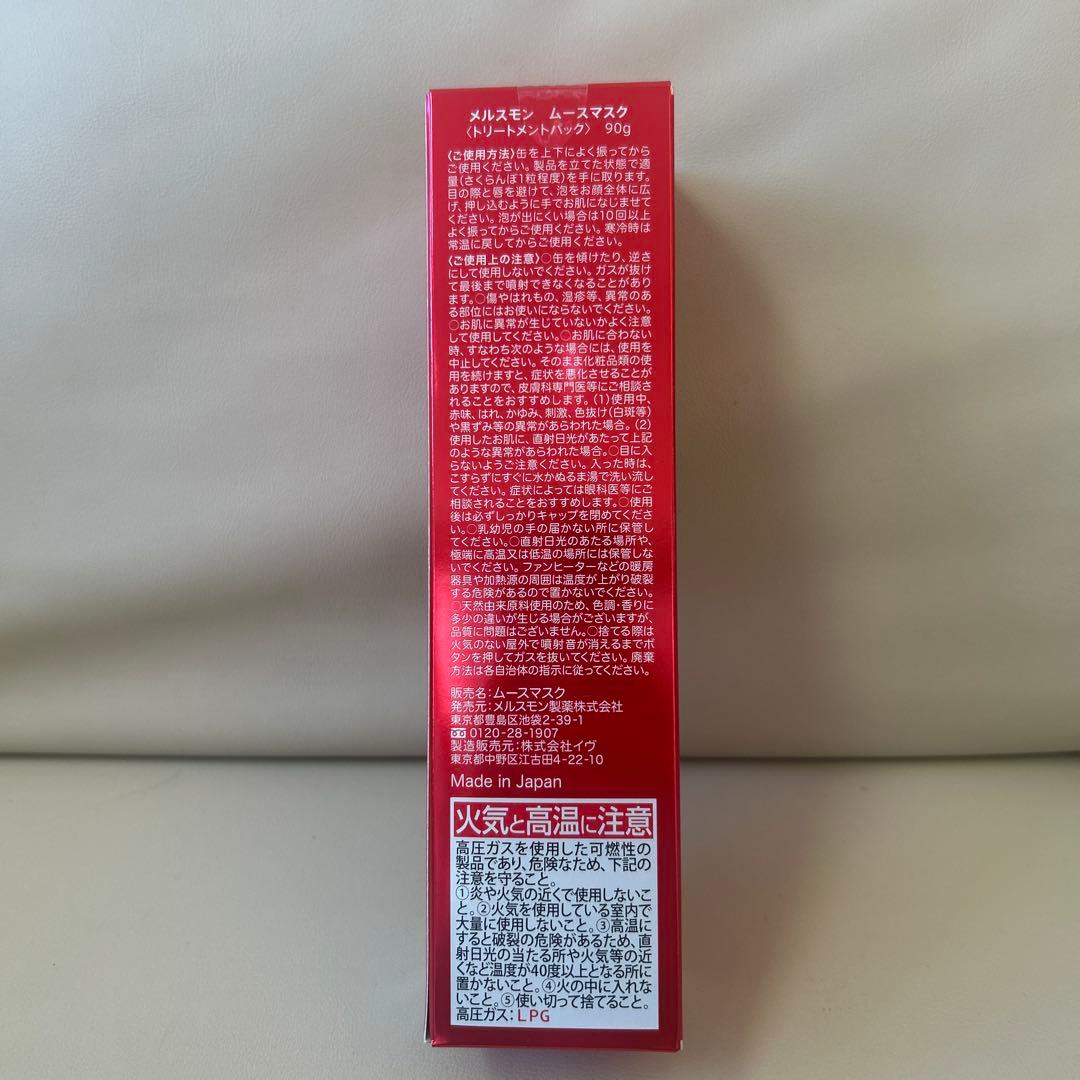 メルスモン　ムースマスク
〈トリートメントパック〉　90g
〈ご使用方法〉缶を上下によく振ってから
ご使用ください。製品を立てた状態で適
量(さくらんぼ1粒程度)を手に取ります。
目の際と唇を避けて、泡をお顔全体に広
げ、押し込むように手でお肌になじませて
ください。泡が出にくい場合は10回以上
よく振ってからご使用ください。寒冷時は
常温に戻してからご使用ください。
〈ご使用上の注意〉○缶を傾けたり、逆さ
にして使用しないでください。ガスが抜け
て最後まで噴射できなくなることがあり
ます。○傷やはれもの、湿疹等、異常のあ
る部位にはお使いにならないでください。
○お肌に異常が生じていないかよく注意
して使用してください。○お肌に合わない
時、すなわち次のような場合には、使用を
中止してください。そのまま化粧品類の使
用を続けますと、症状を悪化させることが
ありますので、皮膚科専門医等にご相談さ
れることをおすすめします。(1)使用中、
赤味、はれ、かゆみ、刺激、色抜け(白斑等)
や黒ずみ等の異常があらわれた場合。(2)
使用したお肌に、直射日光があたって上記
のような異常があらわれた場合。○目に入
らないようご注意ください。入った時は、
こすらずにすぐに水かぬるま湯で洗い流し
てください。症状によっては眼科医等にご
相談されることをおすすめします。○使用
後は必ずしっかりキャップを閉めてくださ
い。○乳幼児の手の届かない所に保管し
てください。○直射日光のあたる場所や、
極端に高温又は低温の場所には保管しな
いでください。ファンヒーターなどの暖房
器具や加熱源の周囲は温度が上がり破裂
する危険があるので置かないでください。
○天然由来原料使用のため、色調・香りに
多少の違いが生じる場合がございますが、
品質に問題はございません。○捨てる際は
火気のない屋外で噴射音が消えるまでボ
タンを押してガスを抜いてください。廃棄
方法は各自治体の指示に従ってください。
販売名：ムースマスク
発売元：メルスモン製薬株式会社
東京都豊島区池袋2-39-1
0120-28-1907
製造販売元：株式会社イヴ
東京都中野区江古田4-22-10
Made in Japan
火気と高温に注意
高圧ガスを使用した可燃性の
製品であり、危険なため、下記の
注意を守ること。
①炎や火気の近くで使用しないこ
と。②火気を使用している室内で
大量に使用しないこと。③高温に
すると破裂の危険があるため、直
射日光の当たる所や火気等の近
くなど温度が40度以上となる所に
置かないこと。④火の中に入れな
いこと。⑤使い切って捨てること。
高圧ガス：LPG